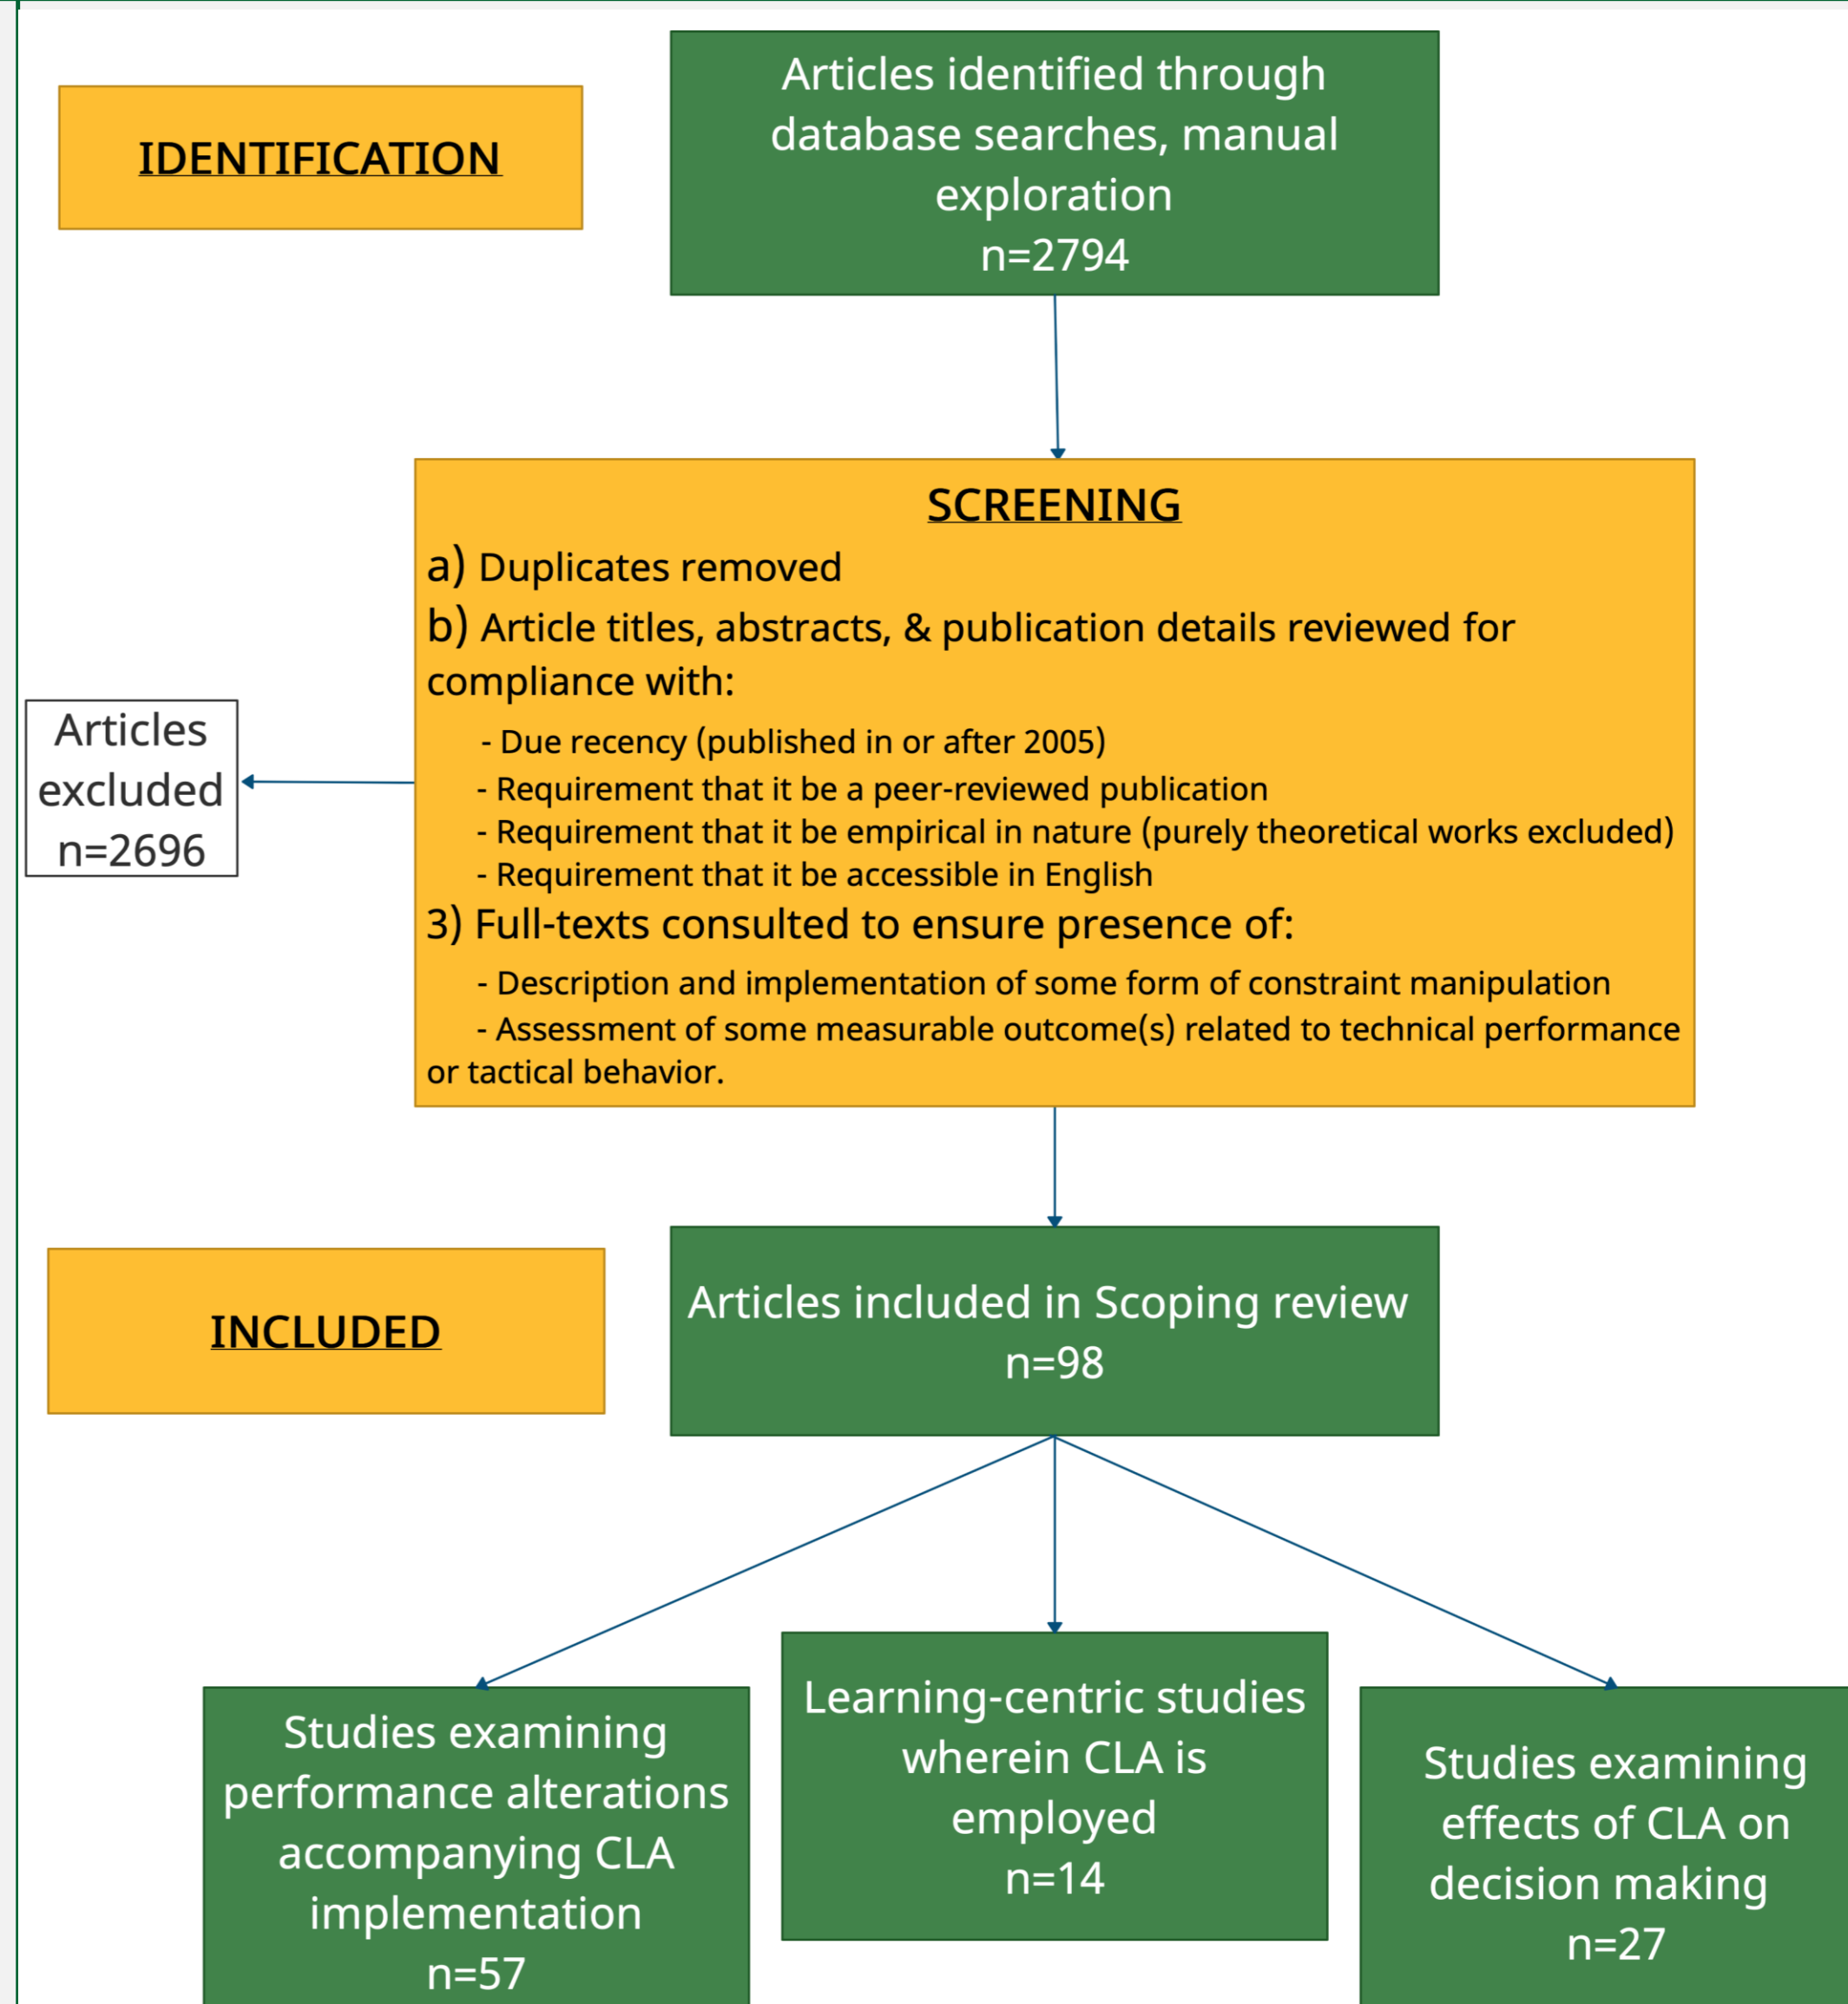 IDENTIFICATION
Articles identified through
database searches, manual
exploration
n=2794
SCREENING
a) Duplicates removed
b) Article titles, abstracts, & publication details reviewed for
compliance with:
- Due recency (published in or after 2005)
- Requirement that it be a peer-reviewed publication
- Requirement that it be empirical in nature (purely theoretical works excluded)
- Requirement that it be accessible in English
3) Full-texts consulted to ensure presence of:
- Description and implementation of some form of constraint manipulation
- Assessment of some measurable outcome(s) related to technical performance
or tactical behavior.
Articles
excluded
n=2696
INCLUDED
Articles included in Scoping review
n=98
Studies examining
performance alterations
accompanying CLA
implementation
n=57
Learning-centric studies
wherein CLA is
employed
n=14
Studies examining
effects of CLA on
decision making
n=27